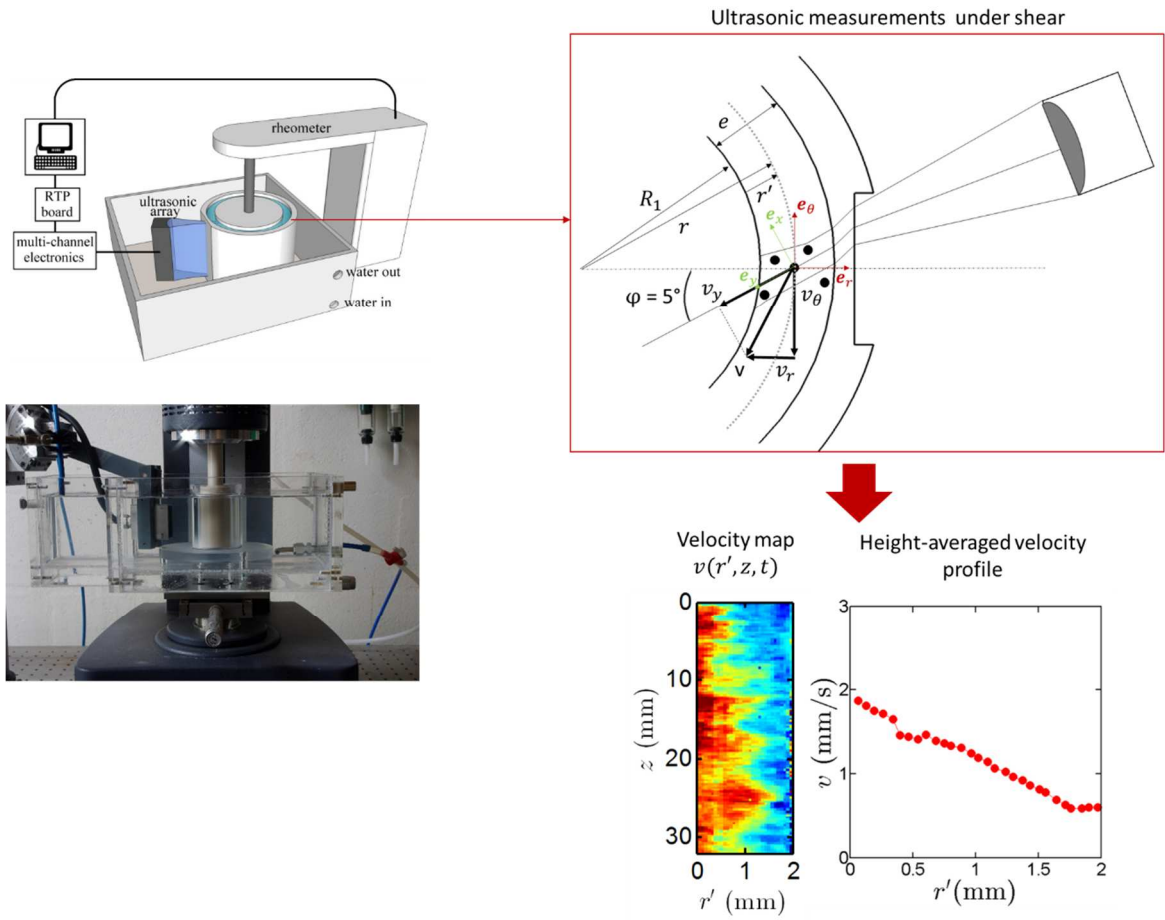 Ultrasonic measurements under shear
rheometer
RTP
board
ultrasonic
array
multi-channel
electronics
water out
water in
e
R₁
r
r'
e_x
e_θ
e_y
e_r
φ = 5°
v_y
v_θ
v
v_r
Velocity map
v(r′, z, t)
Height-averaged velocity
profile
0
10
20
30
z (mm)
0 1 2
r′ (mm)
3
2
1
0
v (mm/s)
0 0.5 1 1.5 2
r′(mm)